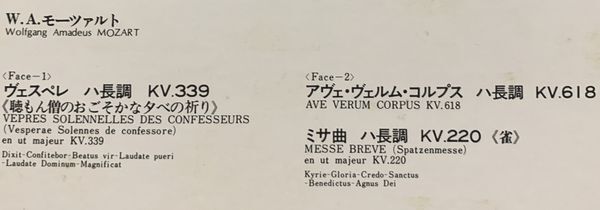 W.A.モーツァルト
Wolfgang Amadeus MOZART
〈Face−1〉
ヴェスペレ ハ長調 KV.339
《聴もん僧のおごそかな夕べの祈り》
VEPRES SOLENNELLES DES CONFESSEURS
(Vesperae Solennes de confessore)
en ut majeur KV.339
Dixit-Confitebor-Beatus vir-Laudate pueri
-Laudate Dominum-Magnificat
〈Face−2〉
アヴェ・ヴェルム・コルプス ハ長調 KV.618
AVE VERUM CORPUS KV.618
ミサ曲 ハ長調 KV.220 《雀》
MESSE BREVE (Spatzenmesse)
en ut majeur KV.220
Kyrie-Gloria-Credo-Sanctus
-Benedictus-Agnus Dei